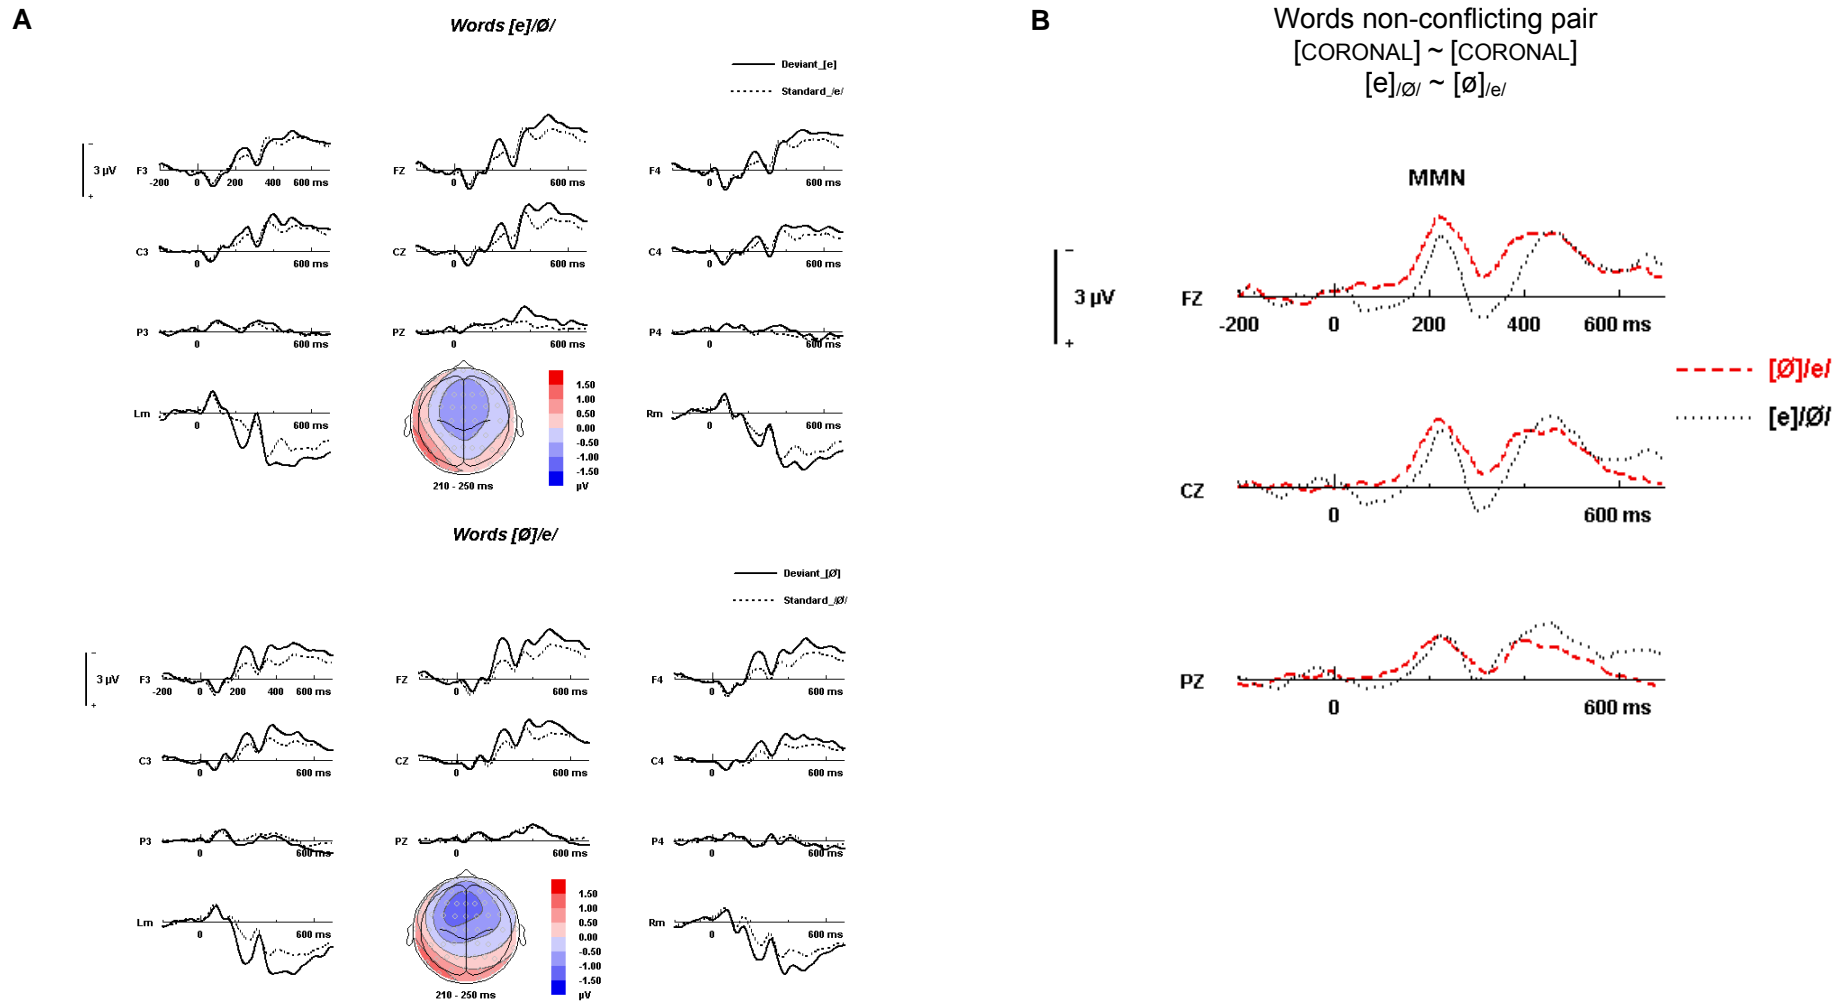 A
Words [e]/Ø/
Deviant_[e]
Standard_/e/
3 µV
−
+
F3
-200 0 200 400 600 ms
FZ
0 600 ms
F4
0 600 ms
C3
0 600 ms
CZ
0 600 ms
C4
0 600 ms
P3
0 600 ms
PZ
0 600 ms
P4
0 600 ms
Lm
0 600 ms
1.50
1.00
0.50
0.00
-0.50
-1.00
-1.50
µV
210 - 250 ms
Rm
0 600 ms
Words [Ø]/e/
Deviant_[Ø]
Standard_/Ø/
3 µV
−
+
F3
-200 0 200 400 600 ms
FZ
0 600 ms
F4
0 600 ms
C3
0 600 ms
CZ
0 600 ms
C4
0 600 ms
P3
0 600 ms
PZ
0 600 ms
P4
0 600 ms
Lm
0 600 ms
1.50
1.00
0.50
0.00
-0.50
-1.00
-1.50
µV
210 - 250 ms
Rm
0 600 ms
B
Words non-conflicting pair
[CORONAL] ~ [CORONAL]
[e]/Ø/ ~ [ø]/e/
MMN
3 µV
−
+
FZ
-200 0 200 400 600 ms
[Ø]/e/
[e]/Ø/
CZ
0 600 ms
PZ
0 600 ms